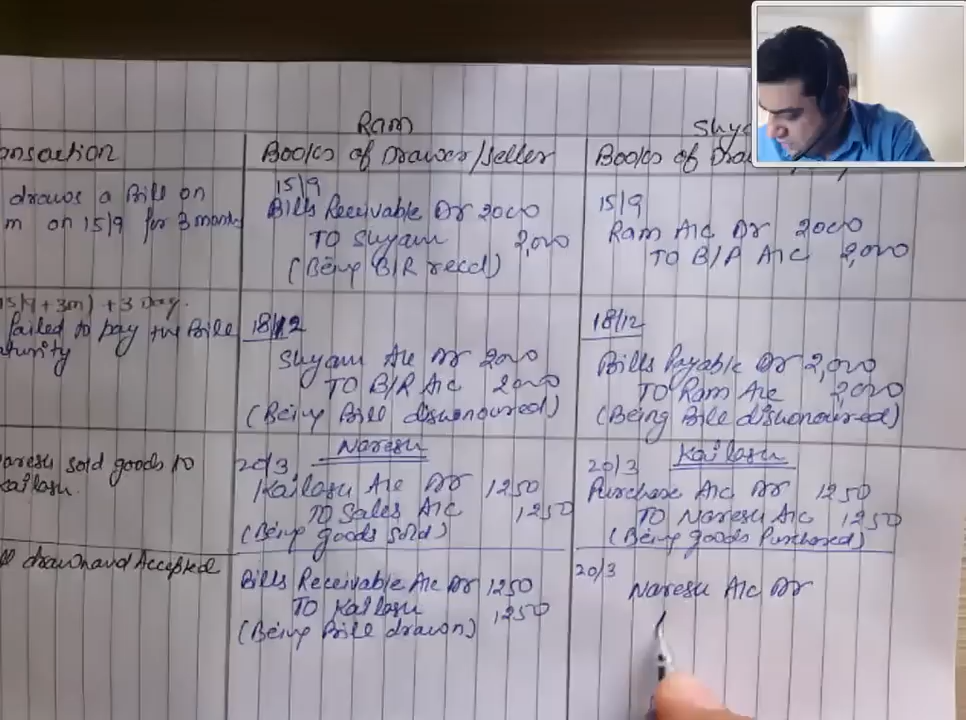 Ram
Shya
ansaction
Books of Drawer/Seller
Books of Dra
draws a Bill on
m on 15/9 for 3 months
15/9
Bills Receivable Dr 2000
TO Shyam 2,000
(Being B/R recd)
15/9
Ram A/c Dr 2000
TO B/P A/c 2,000
15/9 + 3m) + 3 Day.
failed to pay the Bill
aturity
18/12
Shyam A/c Dr 2000
TO B/R A/c 2000
(Being Bill dishonoured)
18/12
Bills Payable Dr 2,000
TO Ram A/c 2,000
(Being Bill dishonoured)
aresh sold goods to
Kailash.
Naresh
20/3
Kailash A/c Dr 1250
TO Sales A/c 1250
(Being goods sold)
Kailash
20/3
Purchase A/c Dr 1250
TO Naresh A/c 1250
(Being goods Purchased)
drawn and Accepted
Bills Receivable A/c Dr 1250
TO Kailash 1250
(Being Bill drawn)
20/3
Naresh A/c Dr